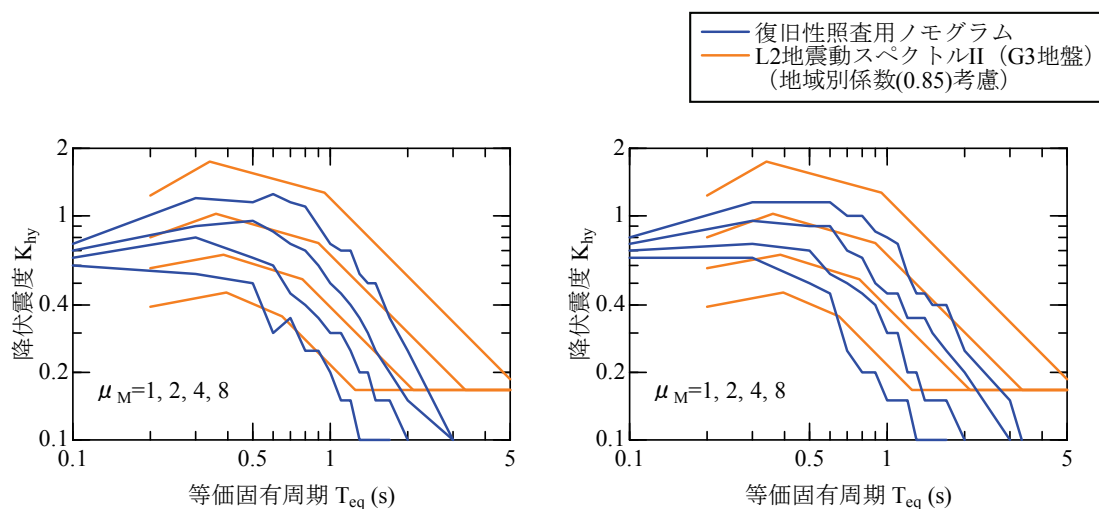 復旧性照査用ノモグラム
L2地震動スペクトルII（G3地盤）
（地域別係数(0.85)考慮）
2
1
0.4
0.2
0.1
降伏震度 Khy
μM=1, 2, 4, 8
0.1
0.5
1
5
等価固有周期 Teq (s)
2
1
0.4
0.2
0.1
降伏震度 Khy
μM=1, 2, 4, 8
0.1
0.5
1
5
等価固有周期 Teq (s)